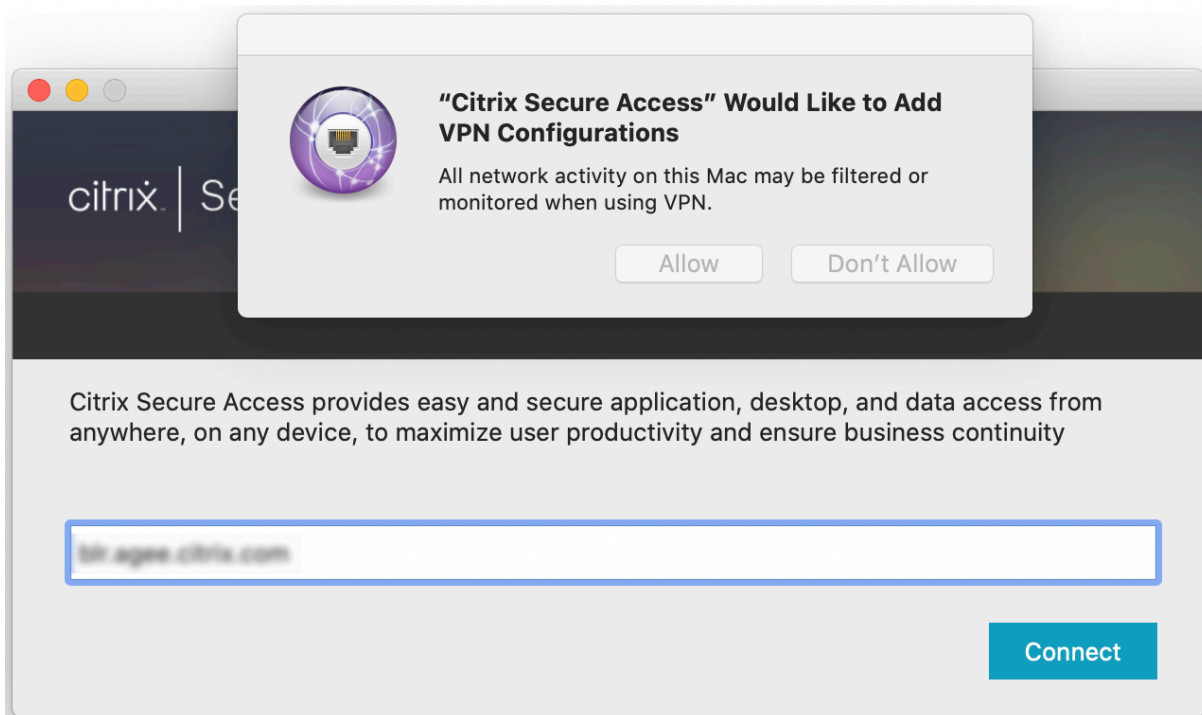 “Citrix Secure Access” Would Like to Add
VPN Configurations
All network activity on this Mac may be filtered or
monitored when using VPN.
Allow
Don’t Allow
citrix
Se
Citrix Secure Access provides easy and secure application, desktop, and data access from
anywhere, on any device, to maximize user productivity and ensure business continuity
Connect